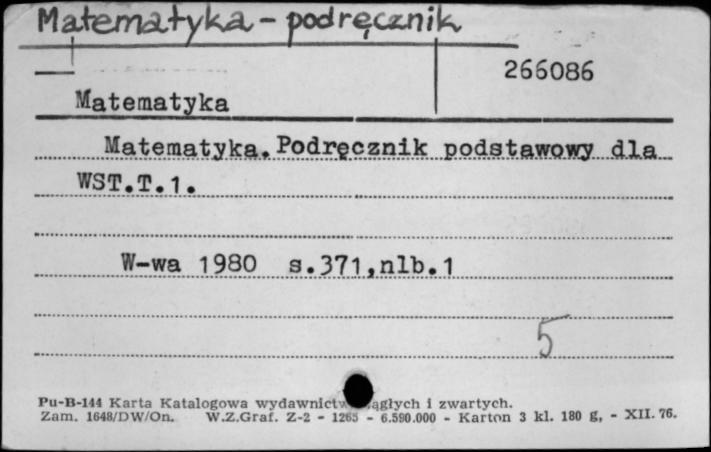 Matematyka - podręcznik
266086
Matematyka
Matematyka. Podręcznik podstawowy dla
WST.T.1.
W-wa 1980 s.371,nlb.1
5
Pu-B-144 Karta Katalogowa wydawnictw ciągłych i zwartych.
Zam. 1648/DW/On. W.Z.Graf. Z-2 - 1265 - 6.590.000 - Karton 3 kl. 180 g, - XII. 76.